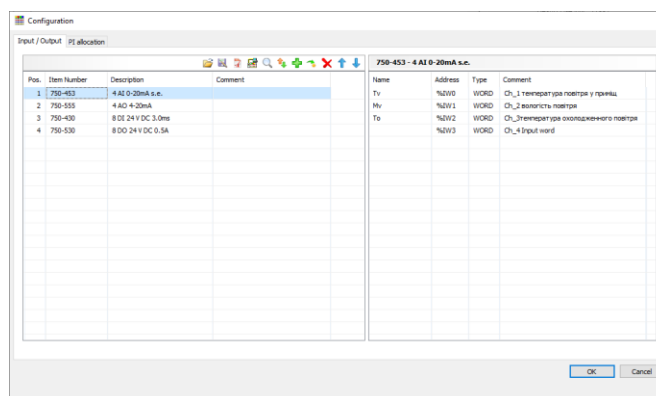 Configuration
Input / Output PI allocation
750-453 - 4 AI 0-20mA s.e.
Pos. Item Number Description Comment
1 750-453 4 AI 0-20mA s.e.
2 750-555 4 AO 4-20mA
3 750-430 8 DI 24 V DC 3.0ms
4 750-530 8 DO 24 V DC 0.5A
Name Address Type Comment
Tv %IW0 WORD Ch_1 температура повітря у приміщ
Mv %IW1 WORD Ch_2 вологість повітря
To %IW2 WORD Ch_3температура охолодженного повітря
%IW3 WORD Ch_4 Input word
OK Cancel